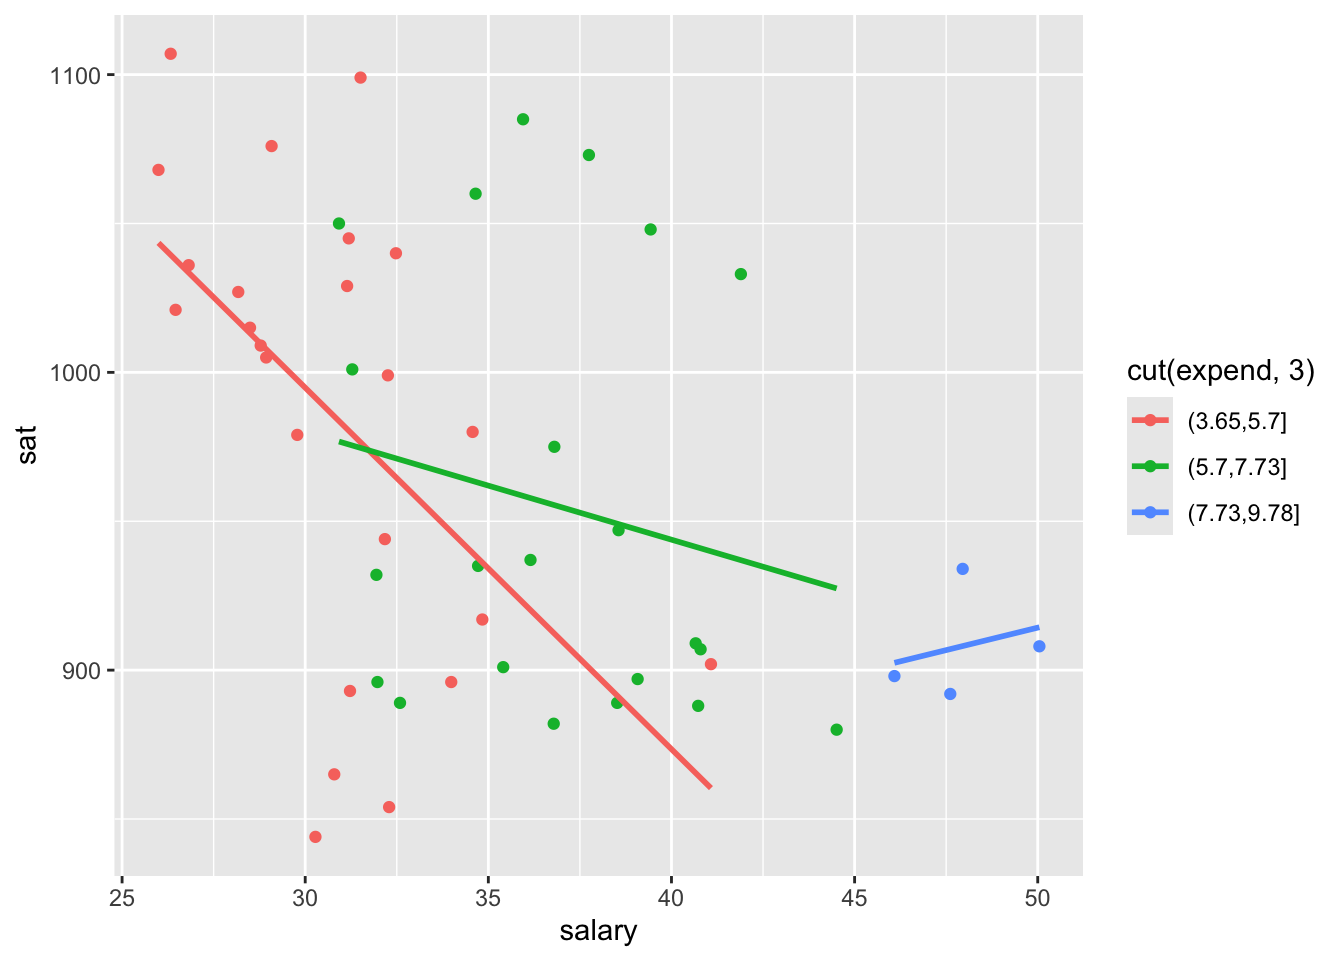 1100
1000
900
sat
25 30 35 40 45 50
salary
cut(expend, 3)
(3.65,5.7]
(5.7,7.73]
(7.73,9.78]